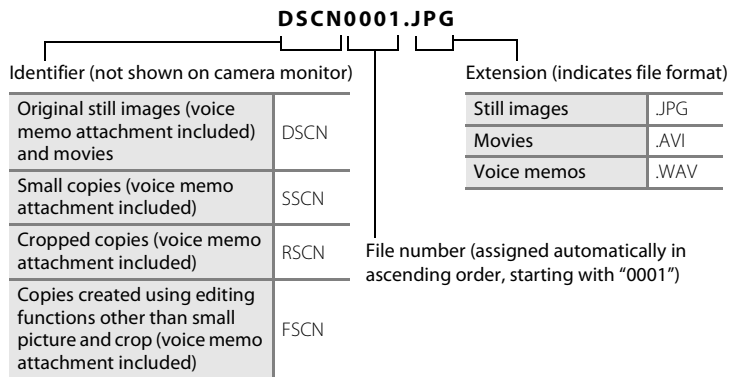 DSCN0001.JPG
Identifier (not shown on camera monitor)
Original still images (voice
memo attachment included)
and movies
DSCN
Small copies (voice memo
attachment included)
SSCN
Cropped copies (voice memo
attachment included)
RSCN
Copies created using editing
functions other than small
picture and crop (voice memo
attachment included)
FSCN
Extension (indicates file format)
Still images
.JPG
Movies
.AVI
Voice memos
.WAV
File number (assigned automatically in
ascending order, starting with “0001”)